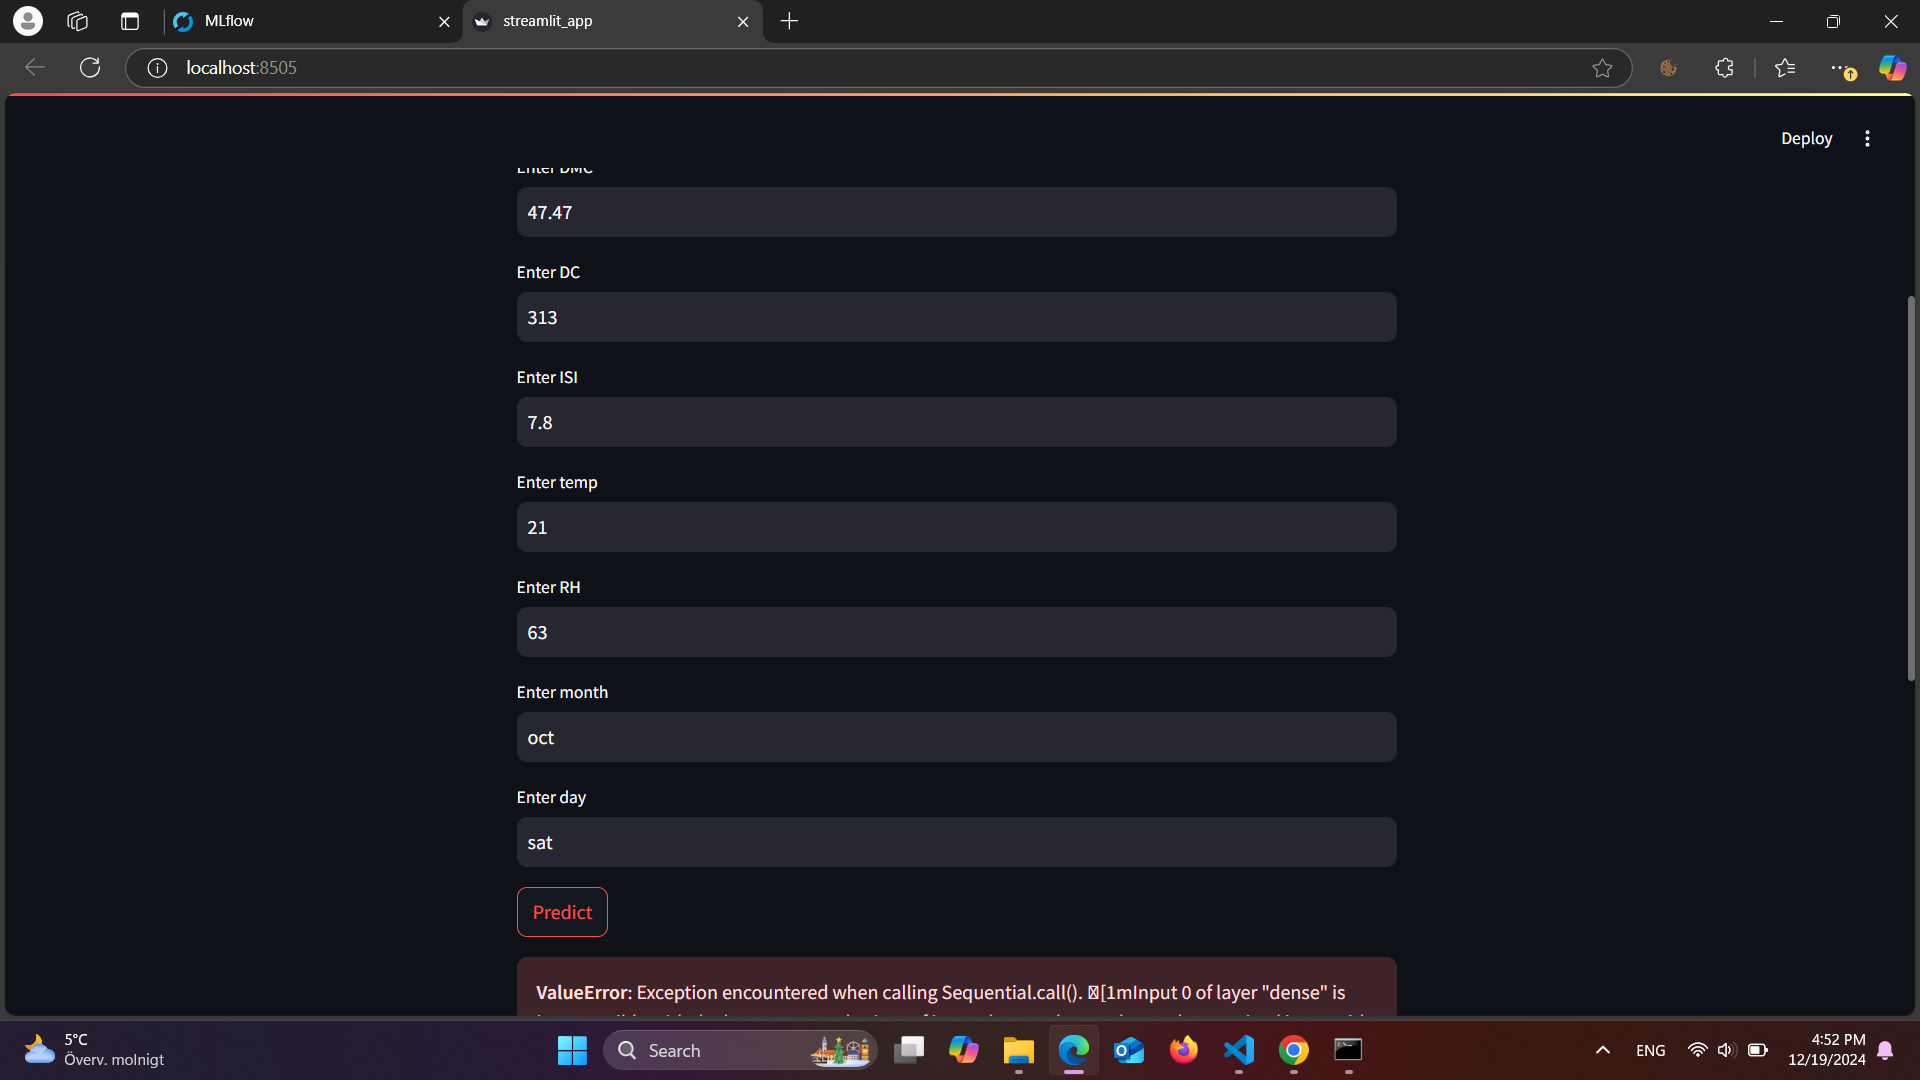 MLflow
streamlit_app
localhost:8505
Deploy
Enter DMC
47.47
Enter DC
313
Enter ISI
7.8
Enter temp
21
Enter RH
63
Enter month
oct
Enter day
sat
Predict
ValueError: Exception encountered when calling Sequential.call(). [1mInput 0 of layer "dense" is
5°C
Överv. molnigt
Search
ENG
4:52 PM
12/19/2024